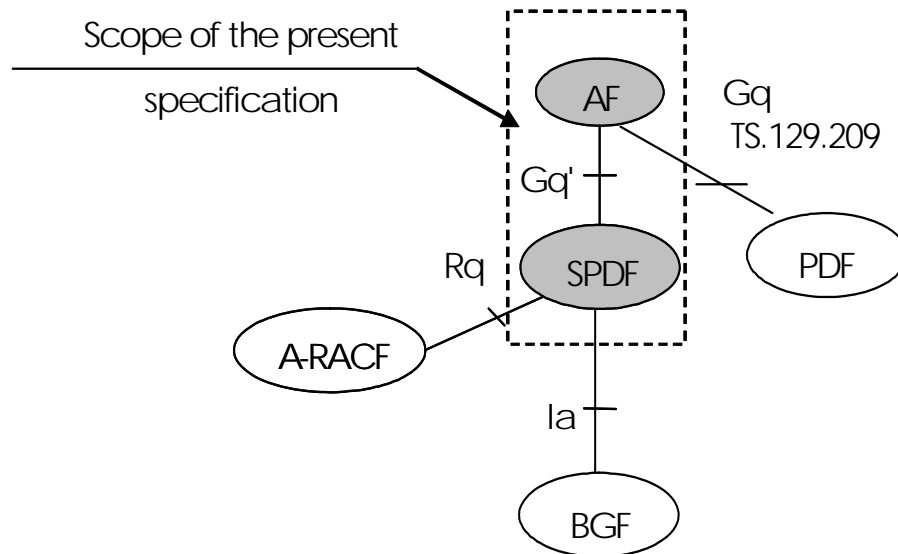 Scope of the present
specification
AF
Gq
TS.129.209
Gq'
Rq
SPDF
PDF
A-RACF
Ia
BGF